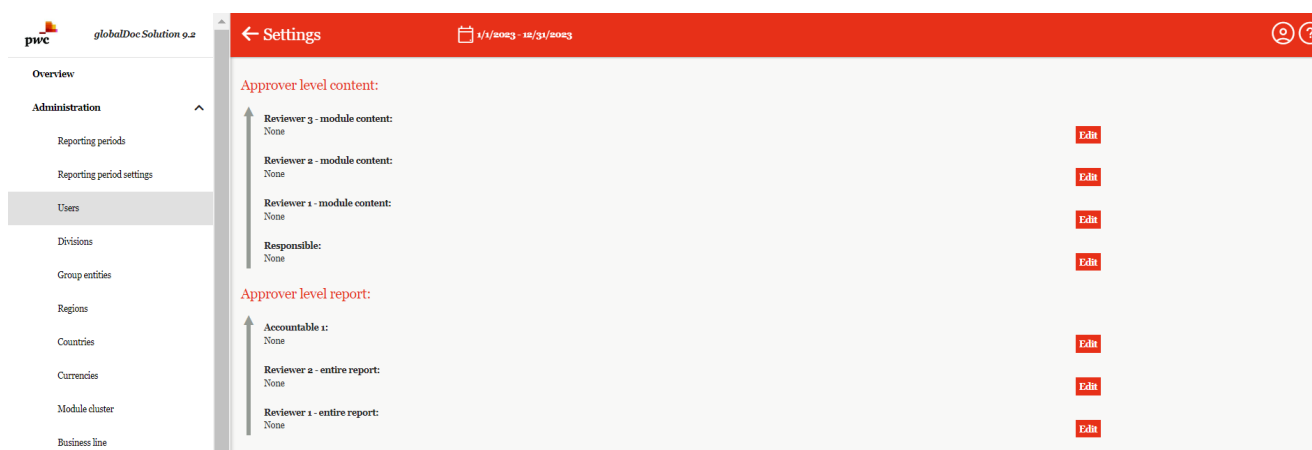 pwc
globalDoc Solution 9.2
Overview
Administration
Reporting periods
Reporting period settings
Users
Divisions
Group entities
Regions
Countries
Currencies
Module cluster
Business line
Settings
1/1/2023 - 12/31/2023
?
Approver level content:
Reviewer 3 - module content:
None
Edit
Reviewer 2 - module content:
None
Edit
Reviewer 1 - module content:
None
Edit
Responsible:
None
Edit
Approver level report:
Accountable 1:
None
Edit
Reviewer 2 - entire report:
None
Edit
Reviewer 1 - entire report:
None
Edit